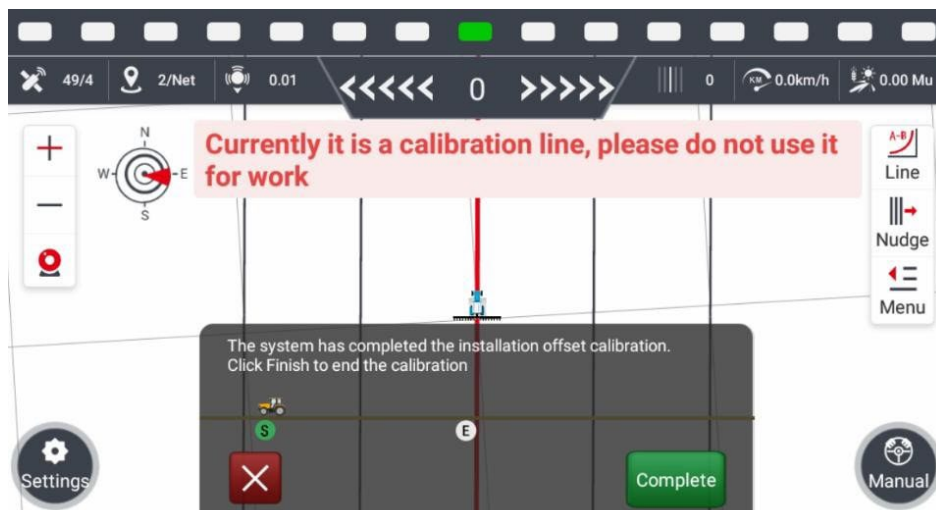 49/4
2/Net
0.01
0
0
KM
0.0km/h
0.00 Mu
Currently it is a calibration line, please do not use it
for work
N
W
E
S
A-B
Line
Nudge
Menu
The system has completed the installation offset calibration.
Click Finish to end the calibration
S
E
Settings
Complete
Manual